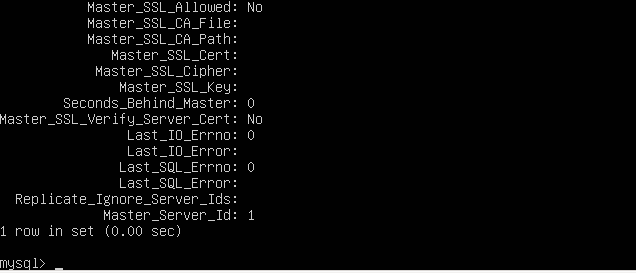 Master_SSL_Allowed: No
Master_SSL_CA_File:
Master_SSL_CA_Path:
Master_SSL_Cert:
Master_SSL_Cipher:
Master_SSL_Key:
Seconds_Behind_Master: 0
Master_SSL_Verify_Server_Cert: No
Last_IO_Errno: 0
Last_IO_Error:
Last_SQL_Errno: 0
Last_SQL_Error:
Replicate_Ignore_Server_Ids:
Master_Server_Id: 1
1 row in set (0.00 sec)
mysql> _